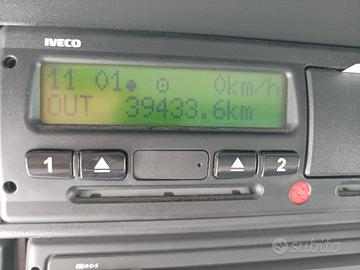 IVECO
11 01 0km/h
OUT 39433.6km
1 2
subito